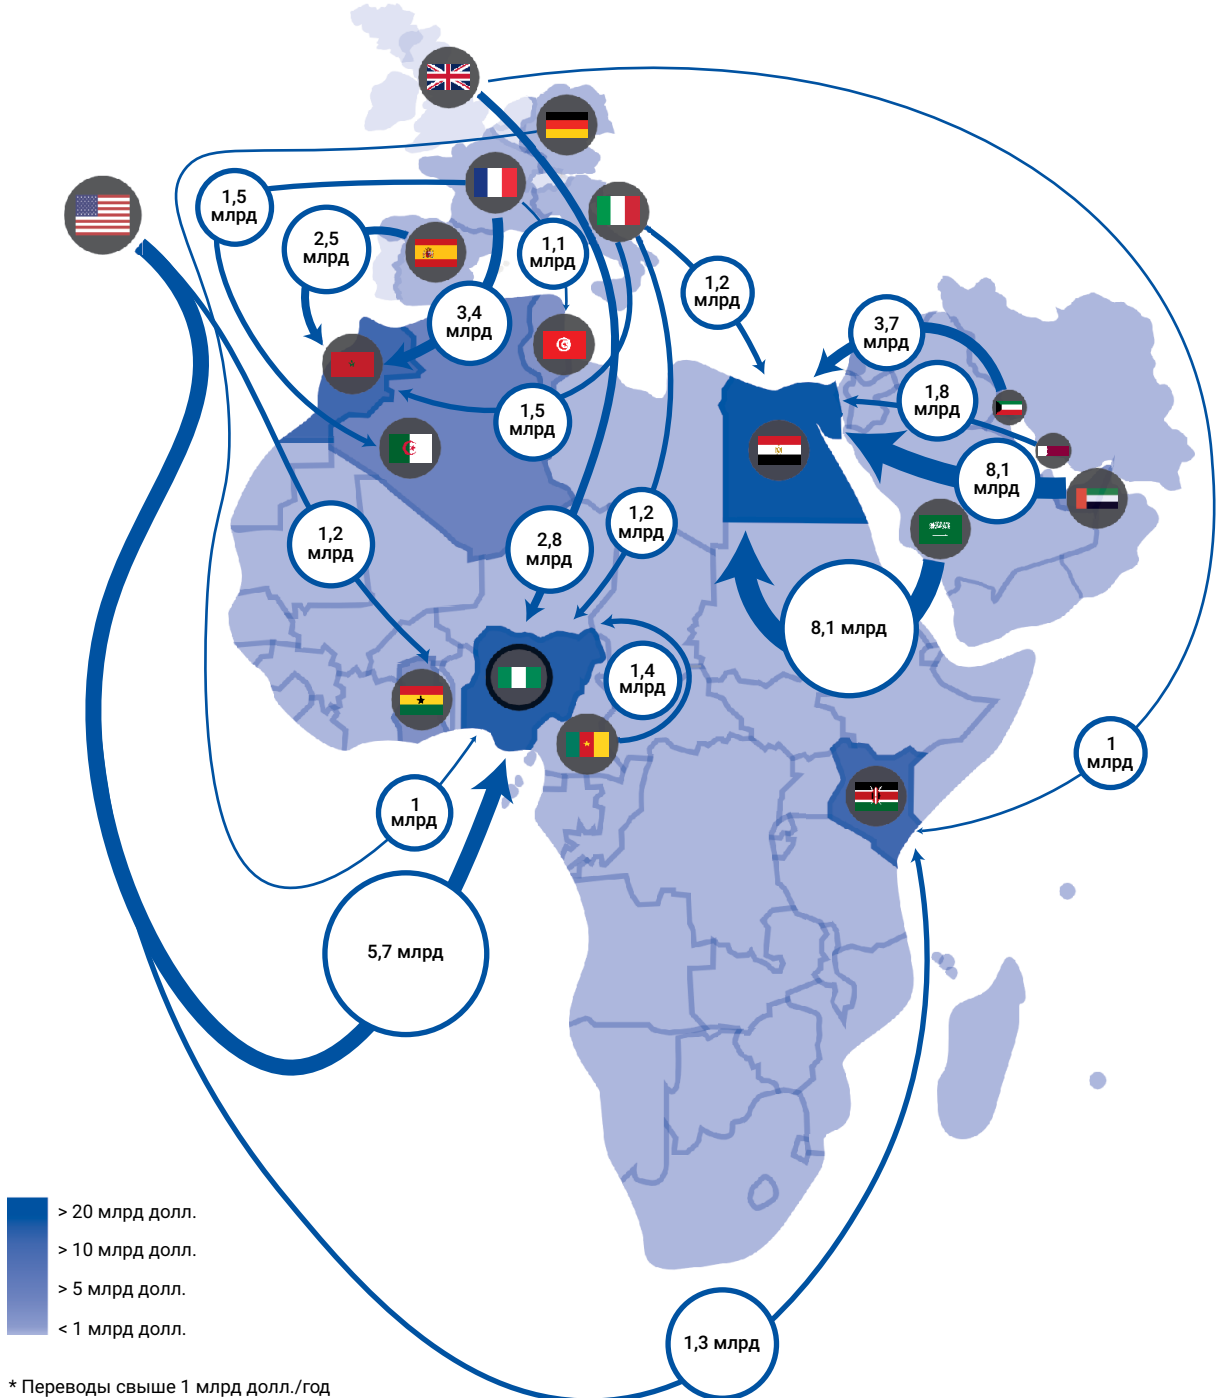 1,5
млрд
2,5
млрд
1,1
млрд
1,2
млрд
3,4
млрд
3,7
млрд
1,8
млрд
1,5
млрд
8,1
млрд
1,2
млрд
2,8
млрд
1,2
млрд
8,1 млрд
1,4
млрд
1
млрд
1
млрд
5,7 млрд
> 20 млрд долл.
> 10 млрд долл.
> 5 млрд долл.
< 1 млрд долл.
1,3 млрд
* Переводы свыше 1 млрд долл./год